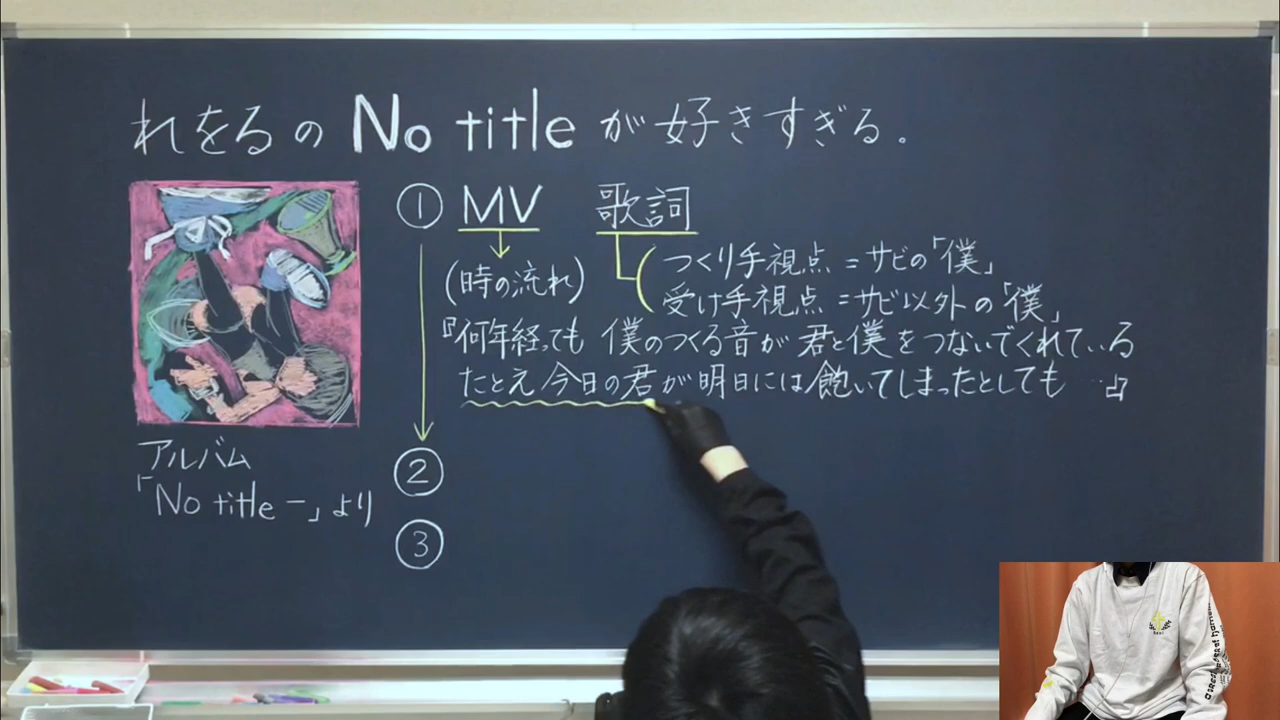 れをるの No title が好きすぎる。
① MV 歌詞
(時の流れ)
つくり手視点 = サビの「僕」
受け手視点 = サビ以外の「僕」
『何年経っても 僕のつくる音が 君と僕をつないでくれている
たとえ 今日の君が明日には飽いてしまったとしても …』
アルバム
「No title −」より
②
③